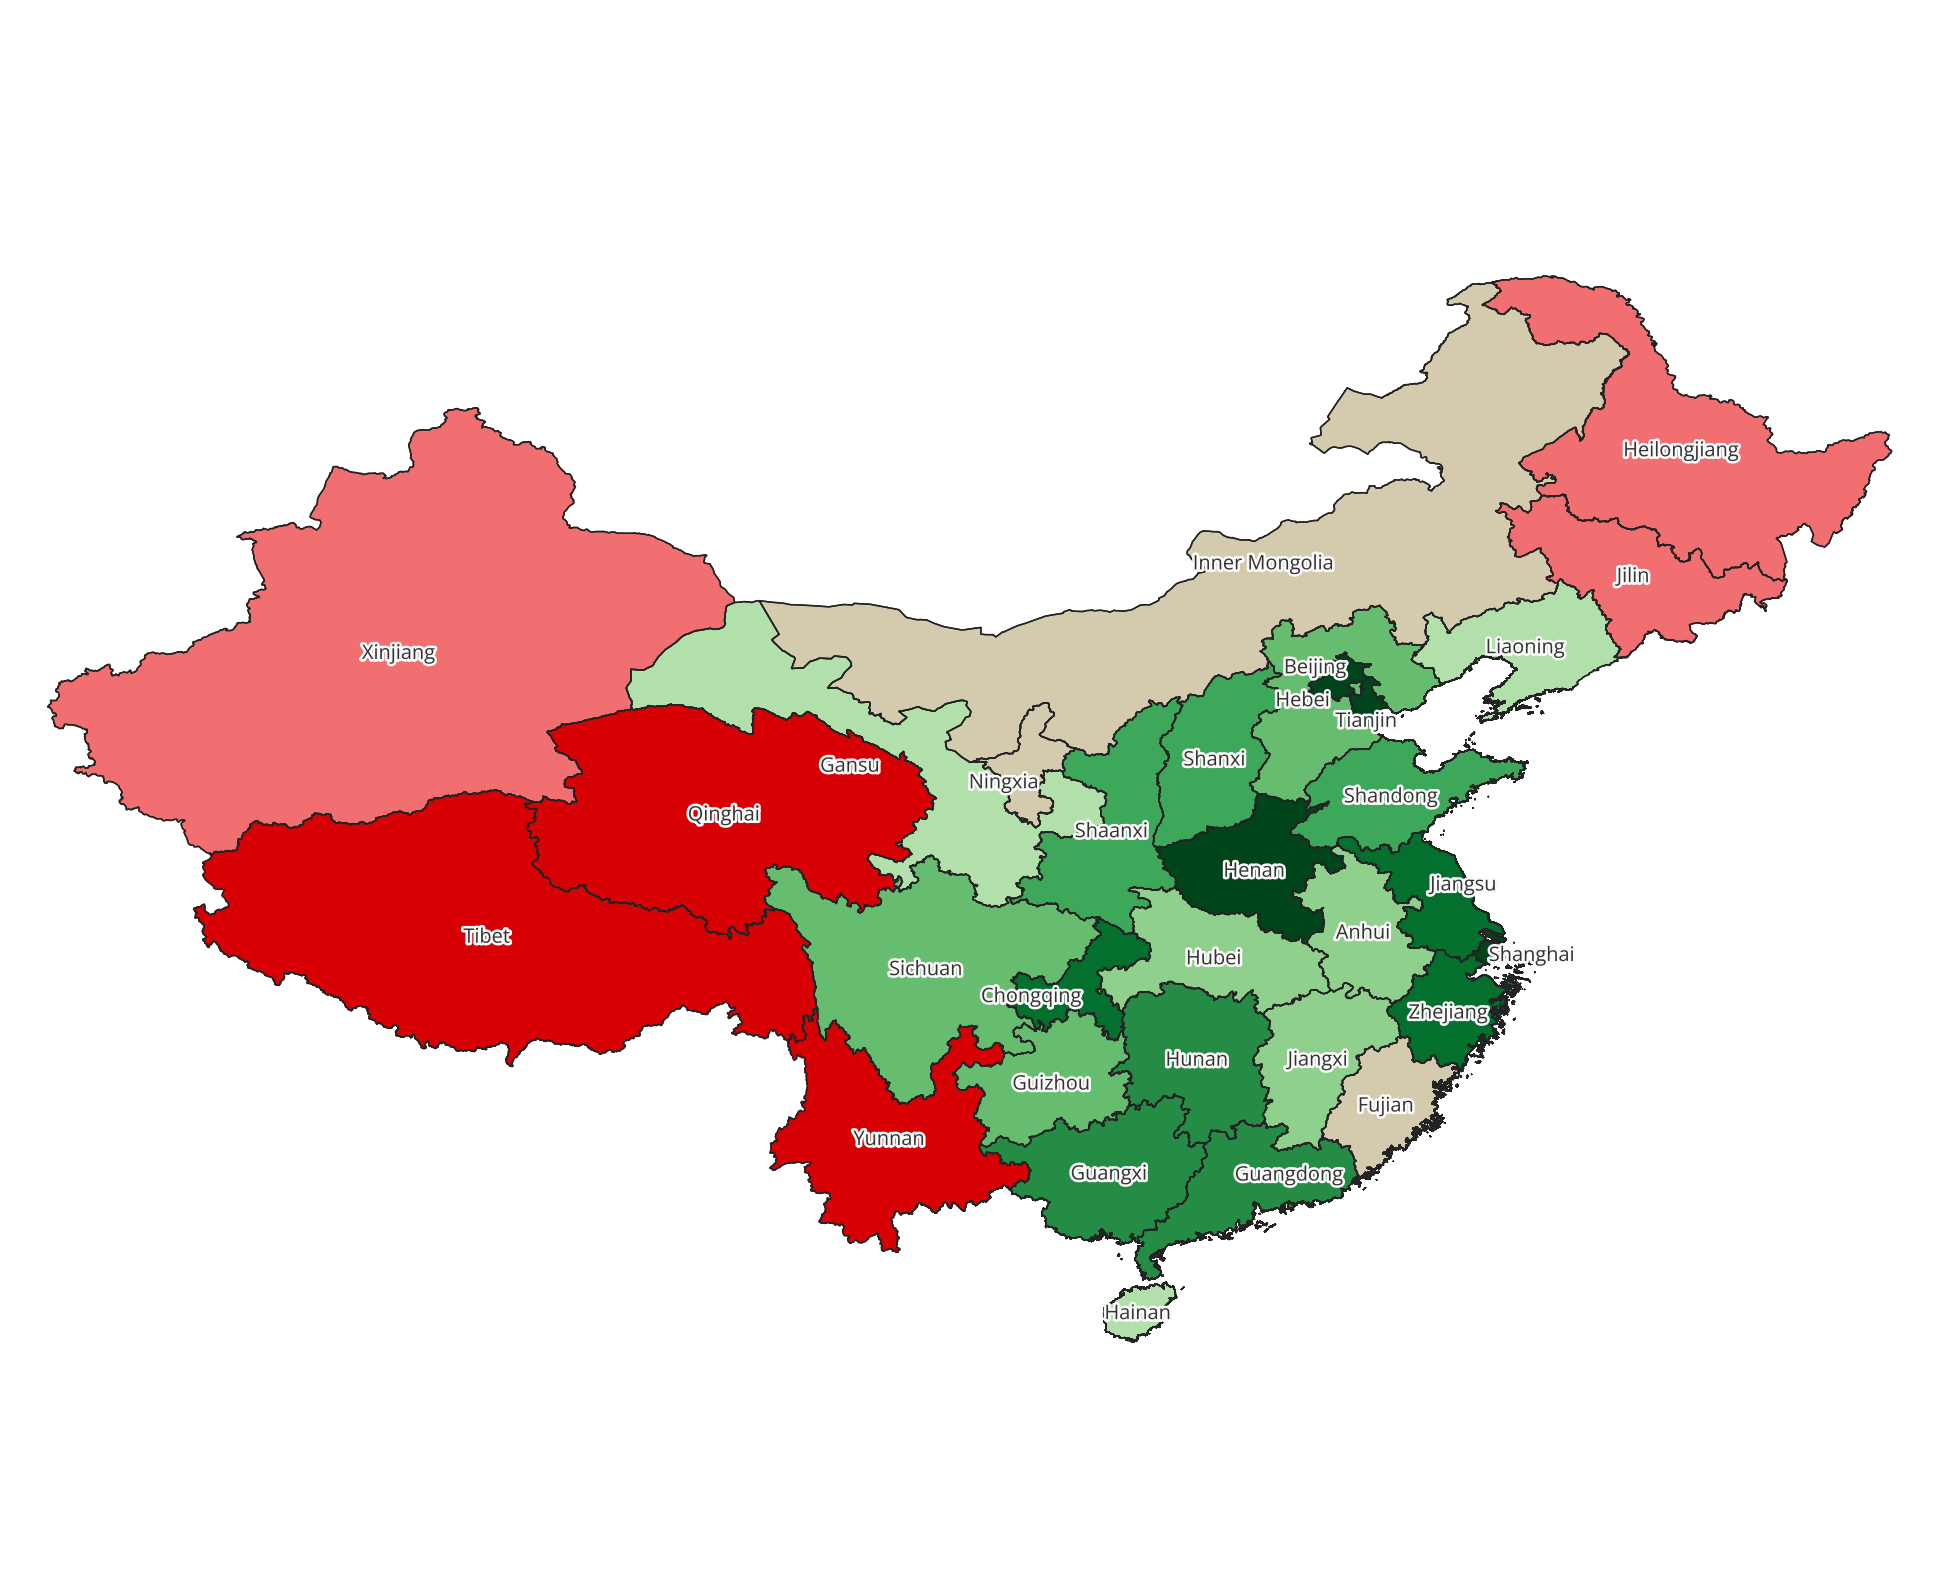 Heilongjiang
Inner Mongolia
Jilin
Liaoning
Xinjiang
Beijing
Hebei
Tianjin
Shanxi
Gansu
Ningxia
Shandong
Qinghai
Shaanxi
Henan
Jiangsu
Tibet
Anhui
Shanghai
Hubei
Sichuan
Chongqing
Zhejiang
Hunan
Jiangxi
Guizhou
Fujian
Yunnan
Guangxi
Guangdong
Hainan